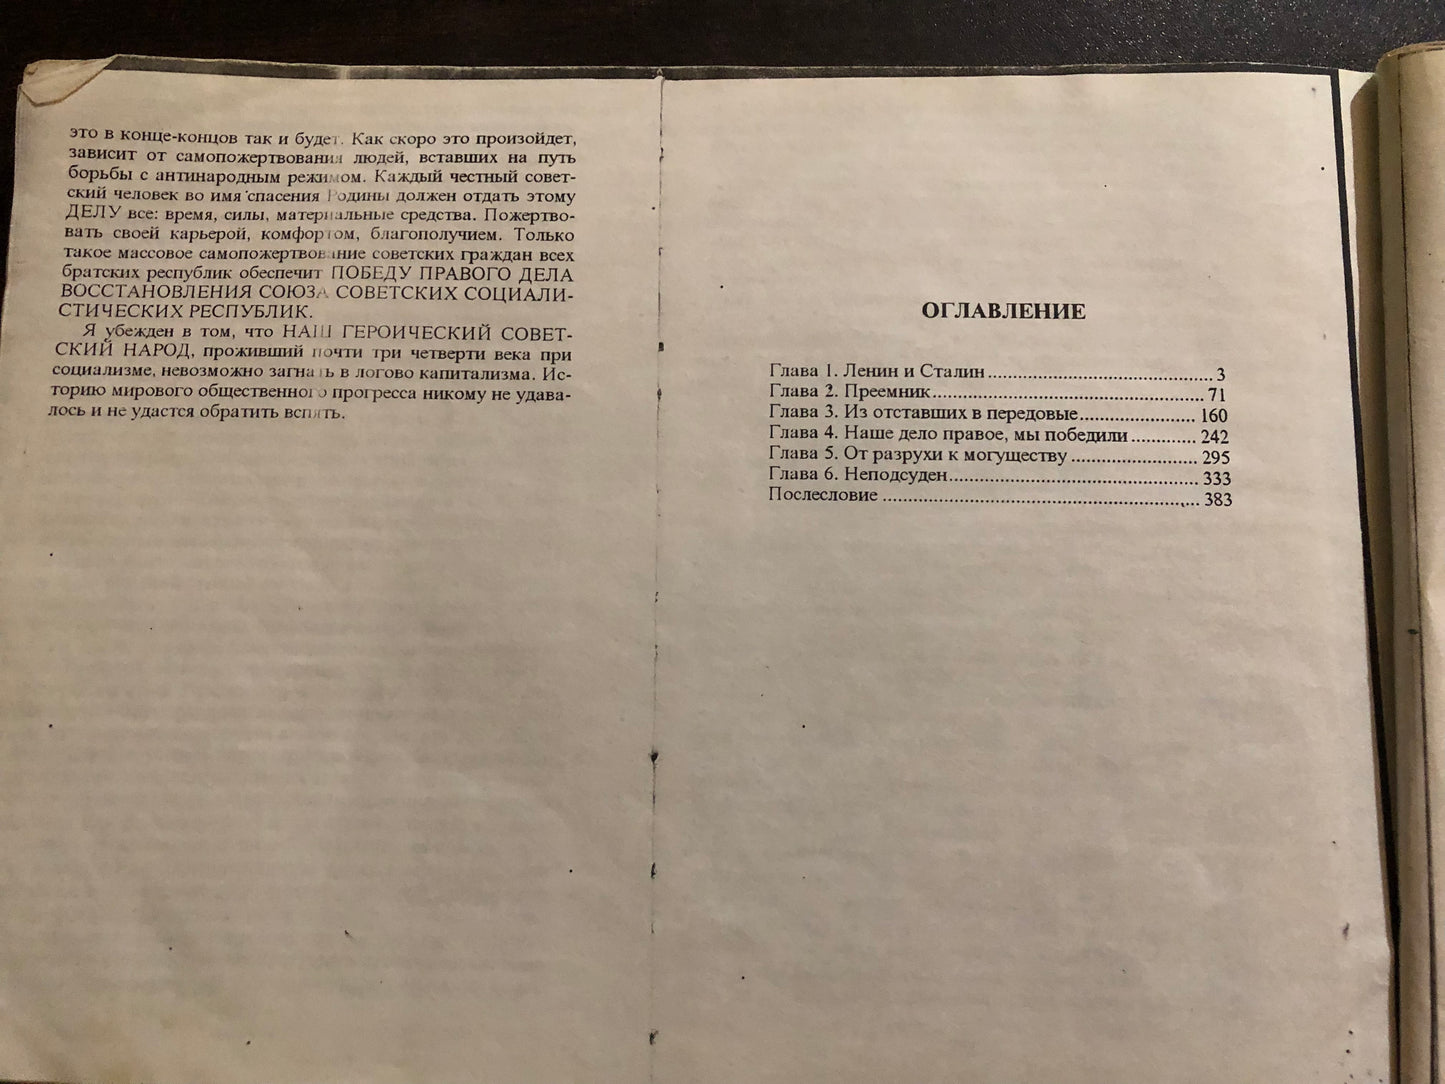 это в конце-концов так и будет. Как скоро это произойдет,
зависит от самопожертвования людей, вставших на путь
борьбы с антинародным режимом. Каждый честный совет-
ский человек во имя спасения Родины должен отдать этому
ДЕЛУ все: время, силы, материальные средства. Пожертво-
вать своей карьерой, комфортом, благополучием. Только
такое массовое самопожертвование советских граждан всех
братских республик обеспечит ПОБЕДУ ПРАВОГО ДЕЛА
ВОССТАНОВЛЕНИЯ СОЮЗА СОВЕТСКИХ СОЦИАЛИ-
СТИЧЕСКИХ РЕСПУБЛИК.
Я убежден в том, что НАШ ГЕРОИЧЕСКИЙ СОВЕТ-
СКИЙ НАРОД, проживший почти три четверти века при
социализме, невозможно загнать в логово капитализма. Ис-
торию мирового общественного прогресса никому не удава-
лось и не удастся обратить вспять.
ОГЛАВЛЕНИЕ
Глава 1. Ленин и Сталин ........................................... 3
Глава 2. Преемник .................................................... 71
Глава 3. Из отставших в передовые ...................... 160
Глава 4. Наше дело правое, мы победили ............ 242
Глава 5. От разрухи к могуществу ........................ 295
Глава 6. Неподсуден ............................................... 333
Послесловие ........................................................... 383